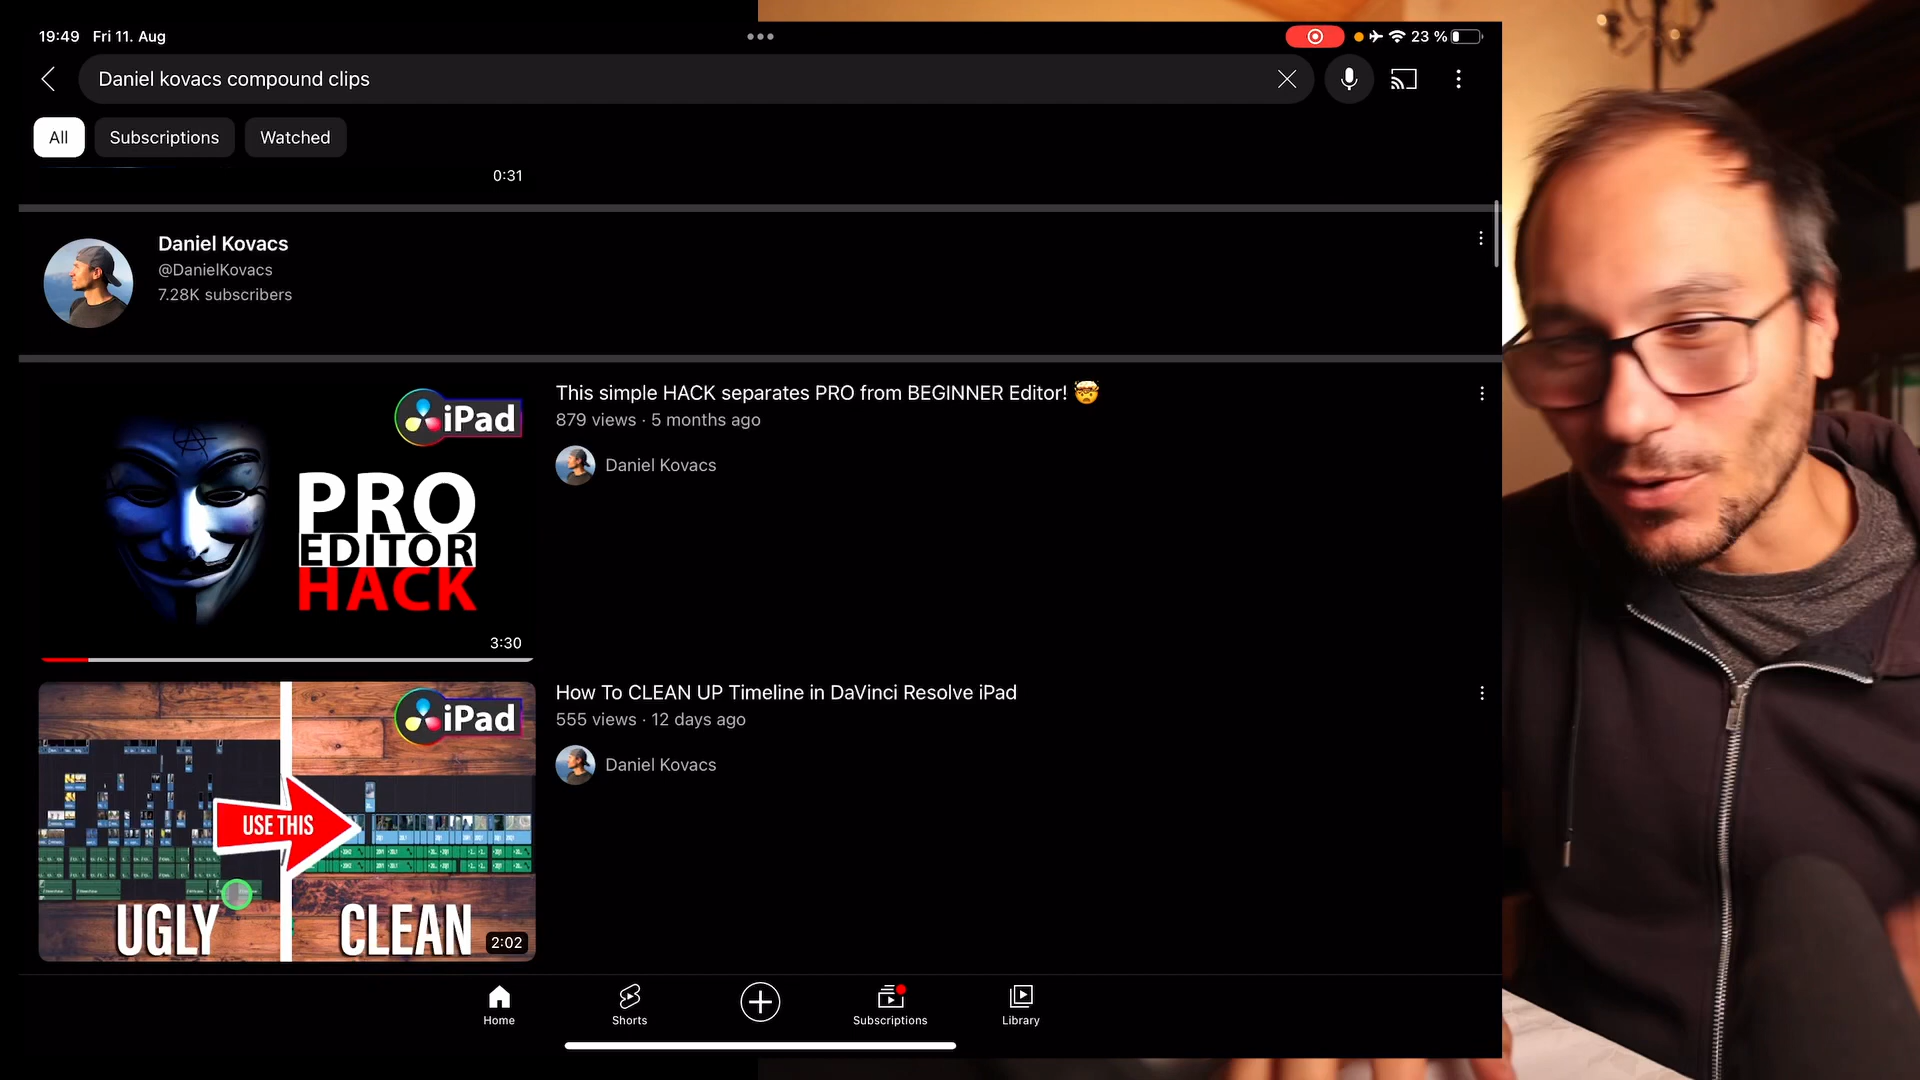 19:49 Fri 11. Aug
23 %
Daniel kovacs compound clips
All
Subscriptions
Watched
0:31
Daniel Kovacs
@DanielKovacs
7.28K subscribers
iPad
PRO
EDITOR
HACK
3:30
This simple HACK separates PRO from BEGINNER Editor! 🤯
879 views · 5 months ago
Daniel Kovacs
iPad
USE THIS
UGLY
CLEAN
2:02
How To CLEAN UP Timeline in DaVinci Resolve iPad
555 views · 12 days ago
Daniel Kovacs
Home
Shorts
Subscriptions
Library